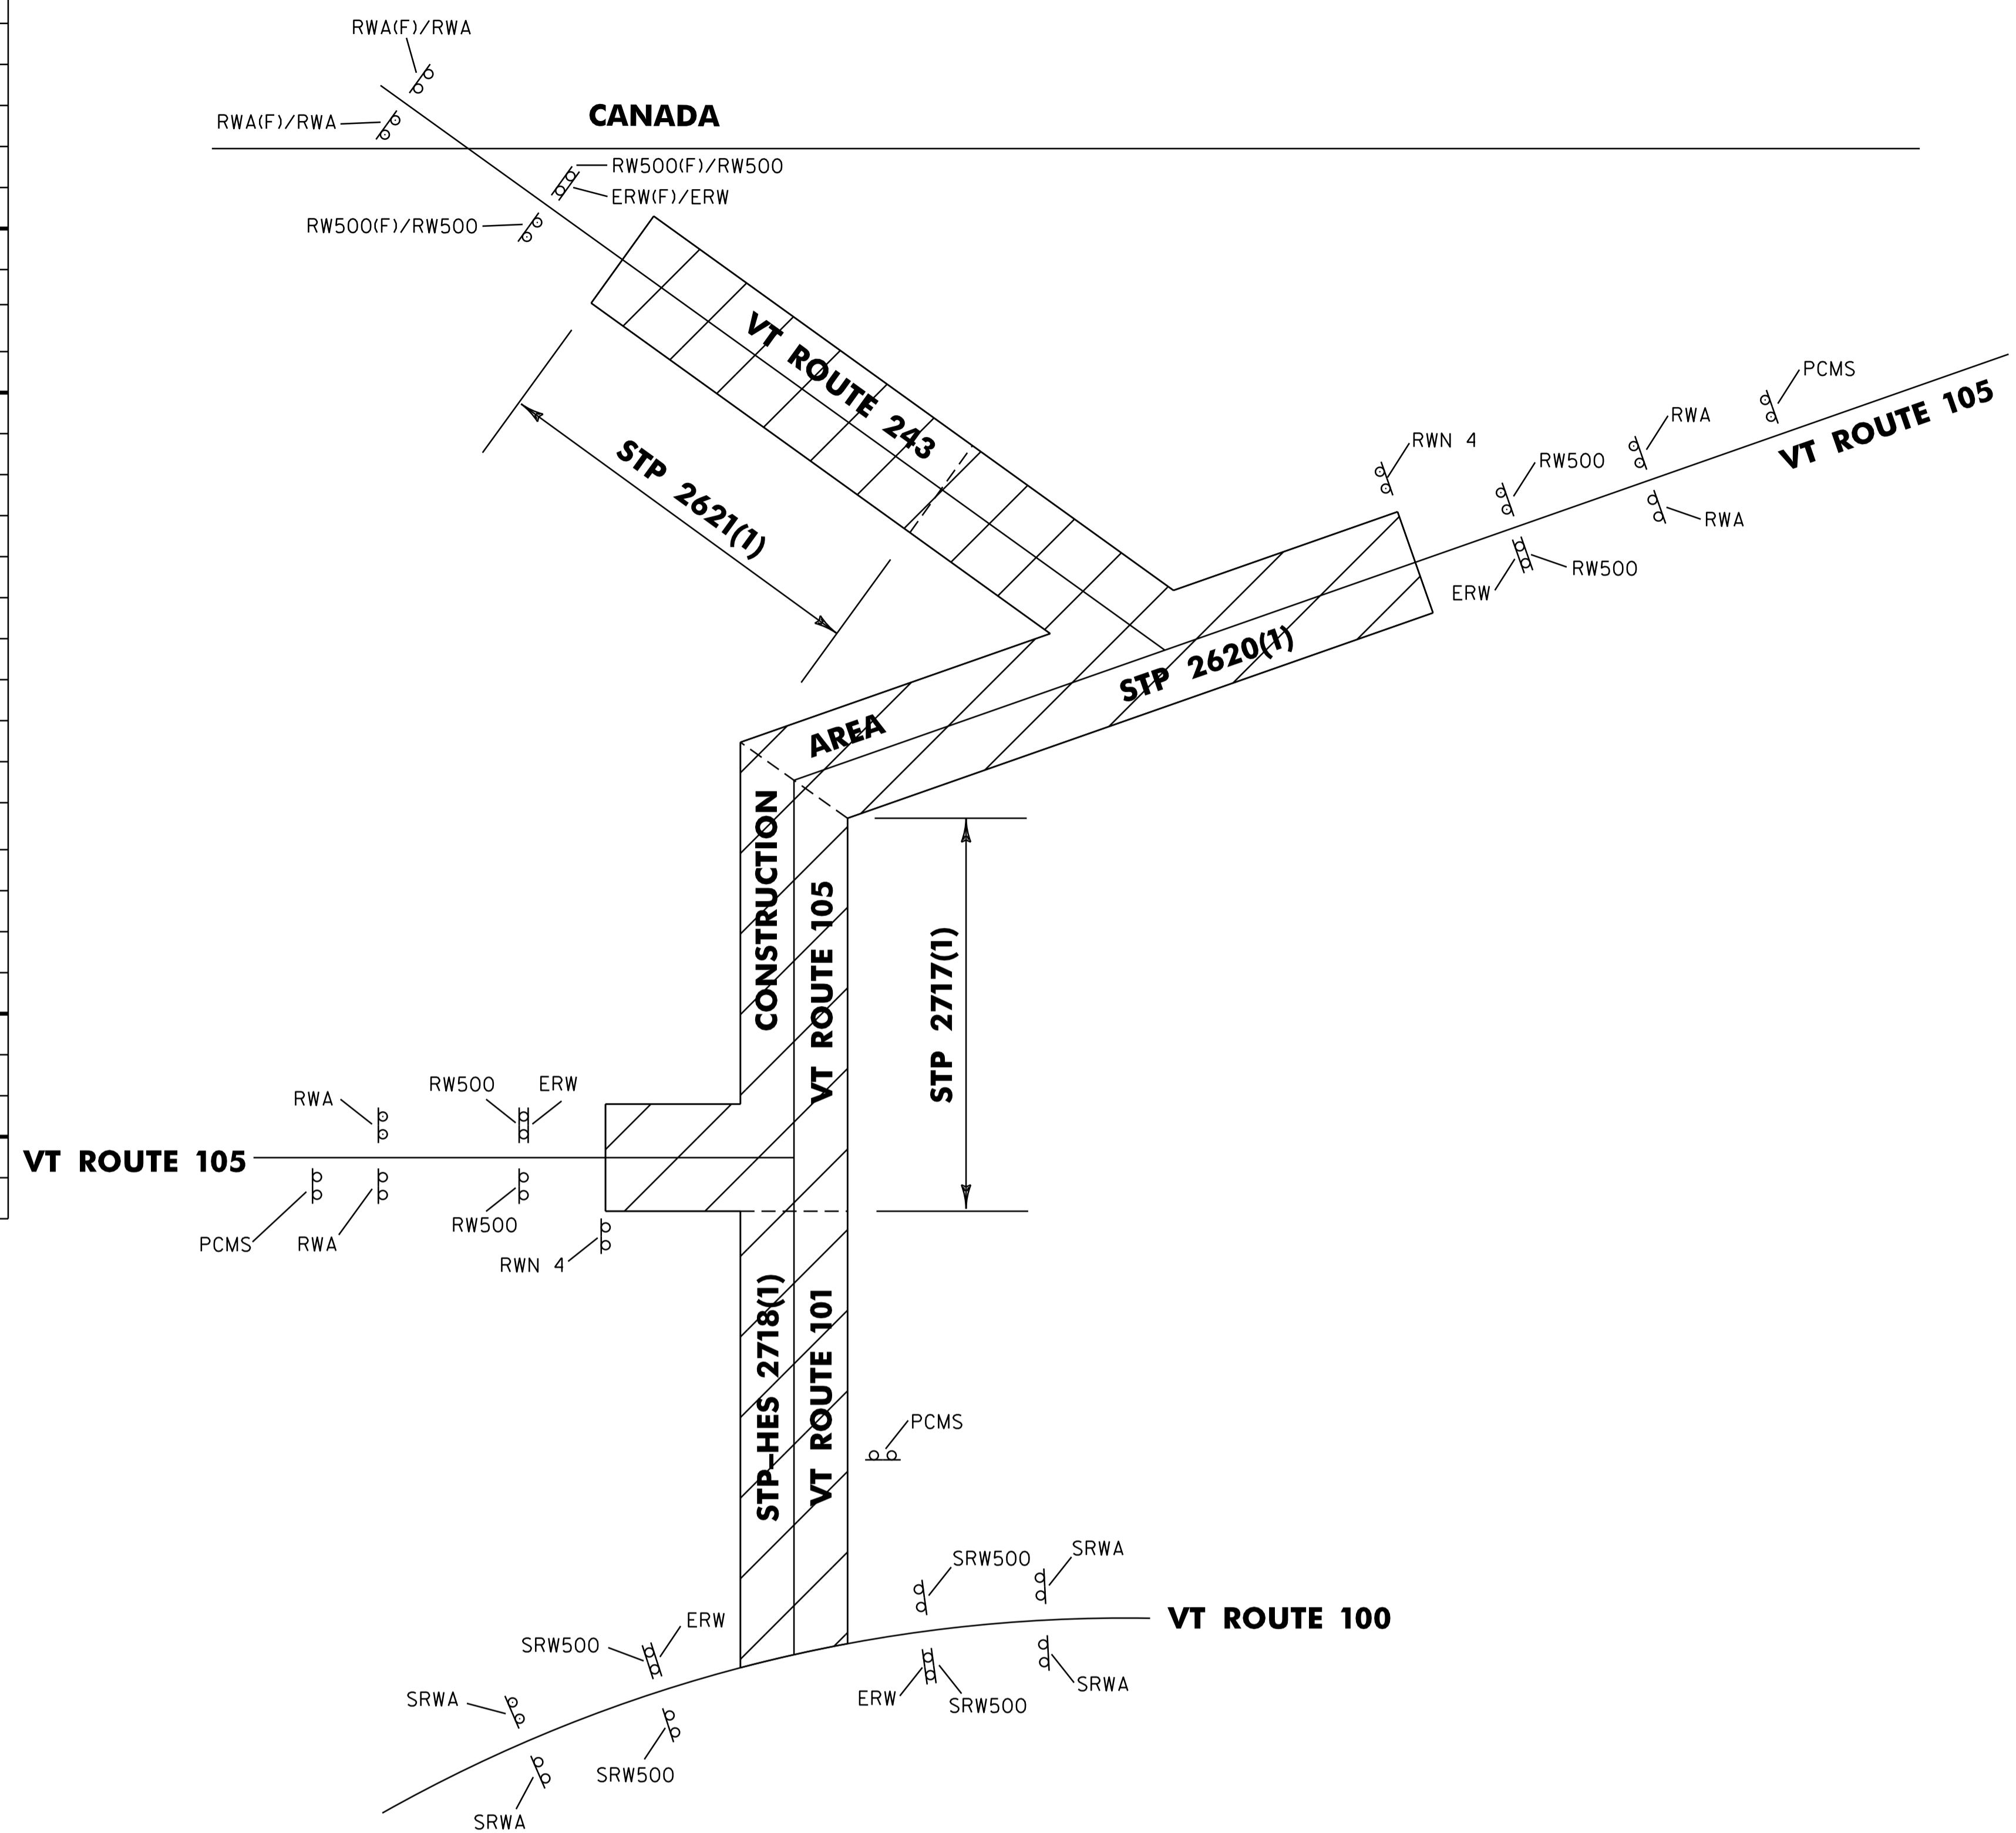 RWA(F)/RWA
RWA(F)/RWA
CANADA
RW500(F)/RW500
ERW(F)/ERW
RW500(F)/RW500
VT ROUTE 243
STP 2621(1)
PCMS
RWA
VT ROUTE 105
RWN 4
RW500
RWA
RW500
ERW
STP 2620(1)
AREA
CONSTRUCTION
VT ROUTE 105
STP 2717(1)
RWA
RW500
ERW
VT ROUTE 105
PCMS
RWA
RW500
RWN 4
STP-HES 2718(1)
VT ROUTE 101
PCMS
SRW500
SRWA
VT ROUTE 100
ERW
SRW500
SRWA
ERW
SRW500
SRWA
SRW500
SRWA